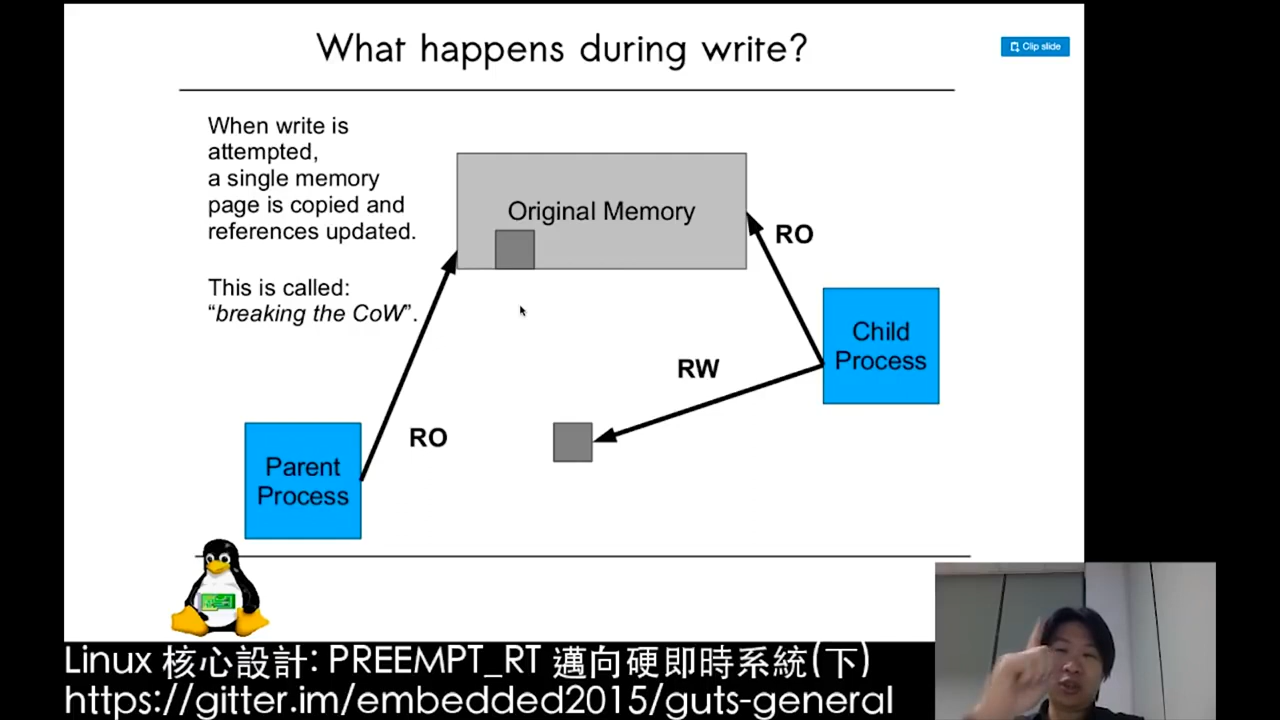 What happens during write?
Clip slide
When write is
attempted,
a single memory
page is copied and
references updated.
This is called:
“breaking the CoW”.
Original Memory
RO
Child
Process
RW
RO
Parent
Process
Linux 核心設計: PREEMPT_RT 邁向硬即時系統(下)
https://gitter.im/embedded2015/guts-general